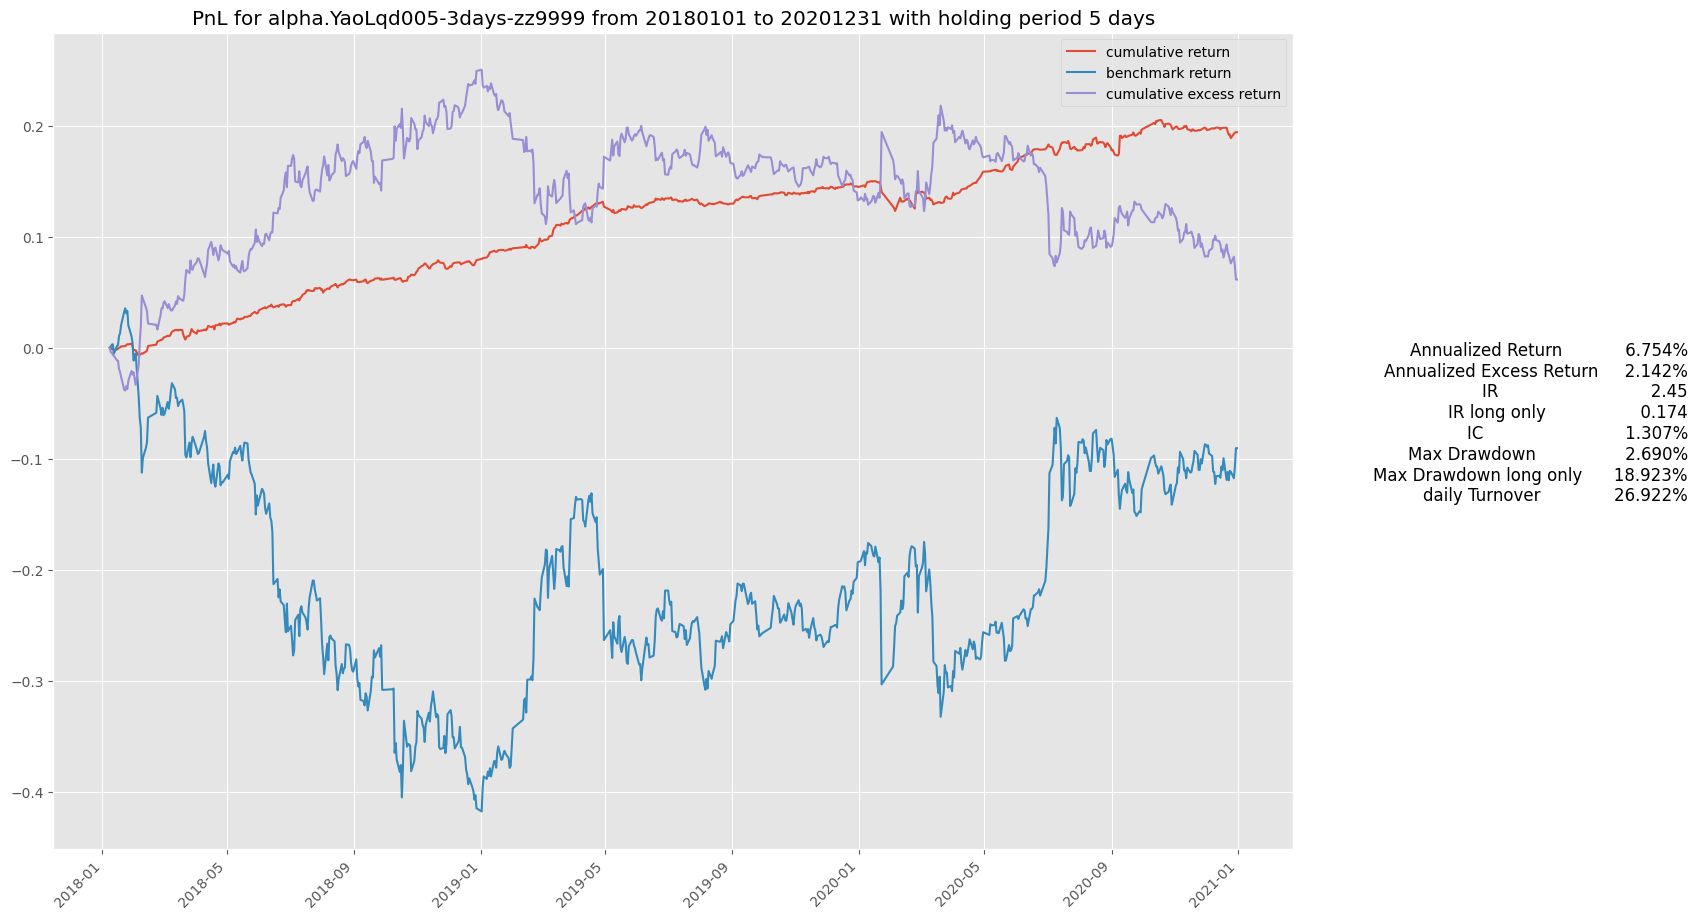 PnL for alpha.YaoLqd005-3days-zz9999 from 20180101 to 20201231 with holding period 5 days
cumulative return
benchmark return
cumulative excess return
0.2
0.1
0.0
−0.1
−0.2
−0.3
−0.4
2018-01
2018-05
2018-09
2019-01
2019-05
2019-09
2020-01
2020-05
2020-09
2021-01
Annualized Return 6.754%
Annualized Excess Return 2.142%
IR 2.45
IR long only 0.174
IC 1.307%
Max Drawdown 2.690%
Max Drawdown long only 18.923%
daily Turnover 26.922%